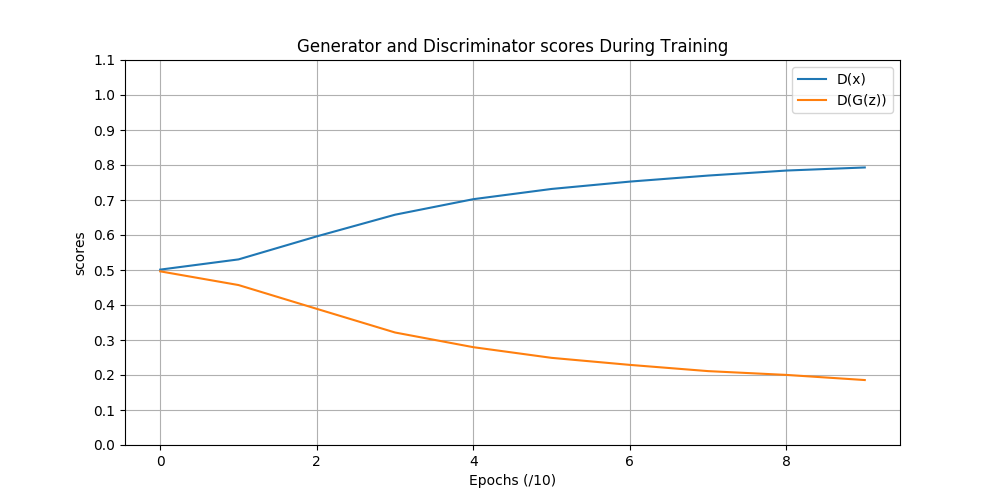 Generator and Discriminator scores During Training
1.1
1.0
0.9
0.8
0.7
0.6
0.5
0.4
0.3
0.2
0.1
0.0
scores
D(x)
D(G(z))
0 2 4 6 8
Epochs (/10)